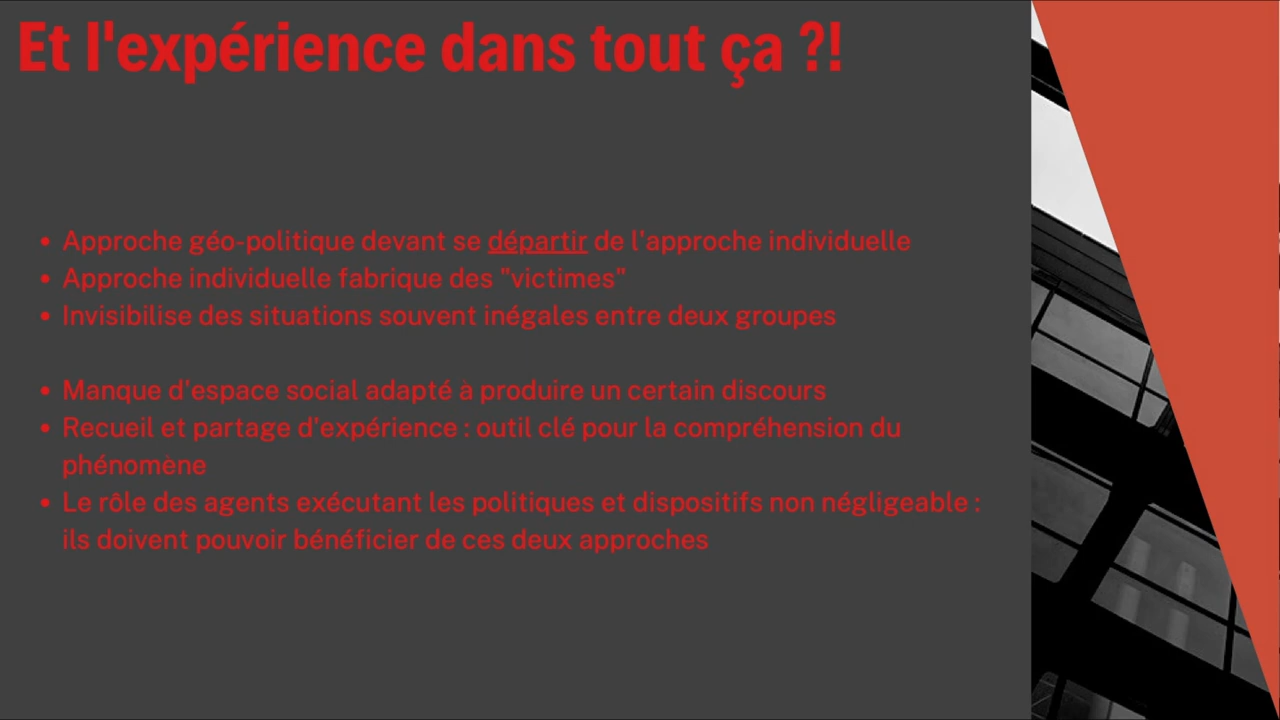 Et l'expérience dans tout ça ?!
• Approche géo-politique devant se départir de l'approche individuelle
• Approche individuelle fabrique des "victimes"
• Invisibilise des situations souvent inégales entre deux groupes
• Manque d'espace social adapté à produire un certain discours
• Recueil et partage d'expérience : outil clé pour la compréhension du
phénomène
• Le rôle des agents exécutant les politiques et dispositifs non négligeable :
ils doivent pouvoir bénéficier de ces deux approches